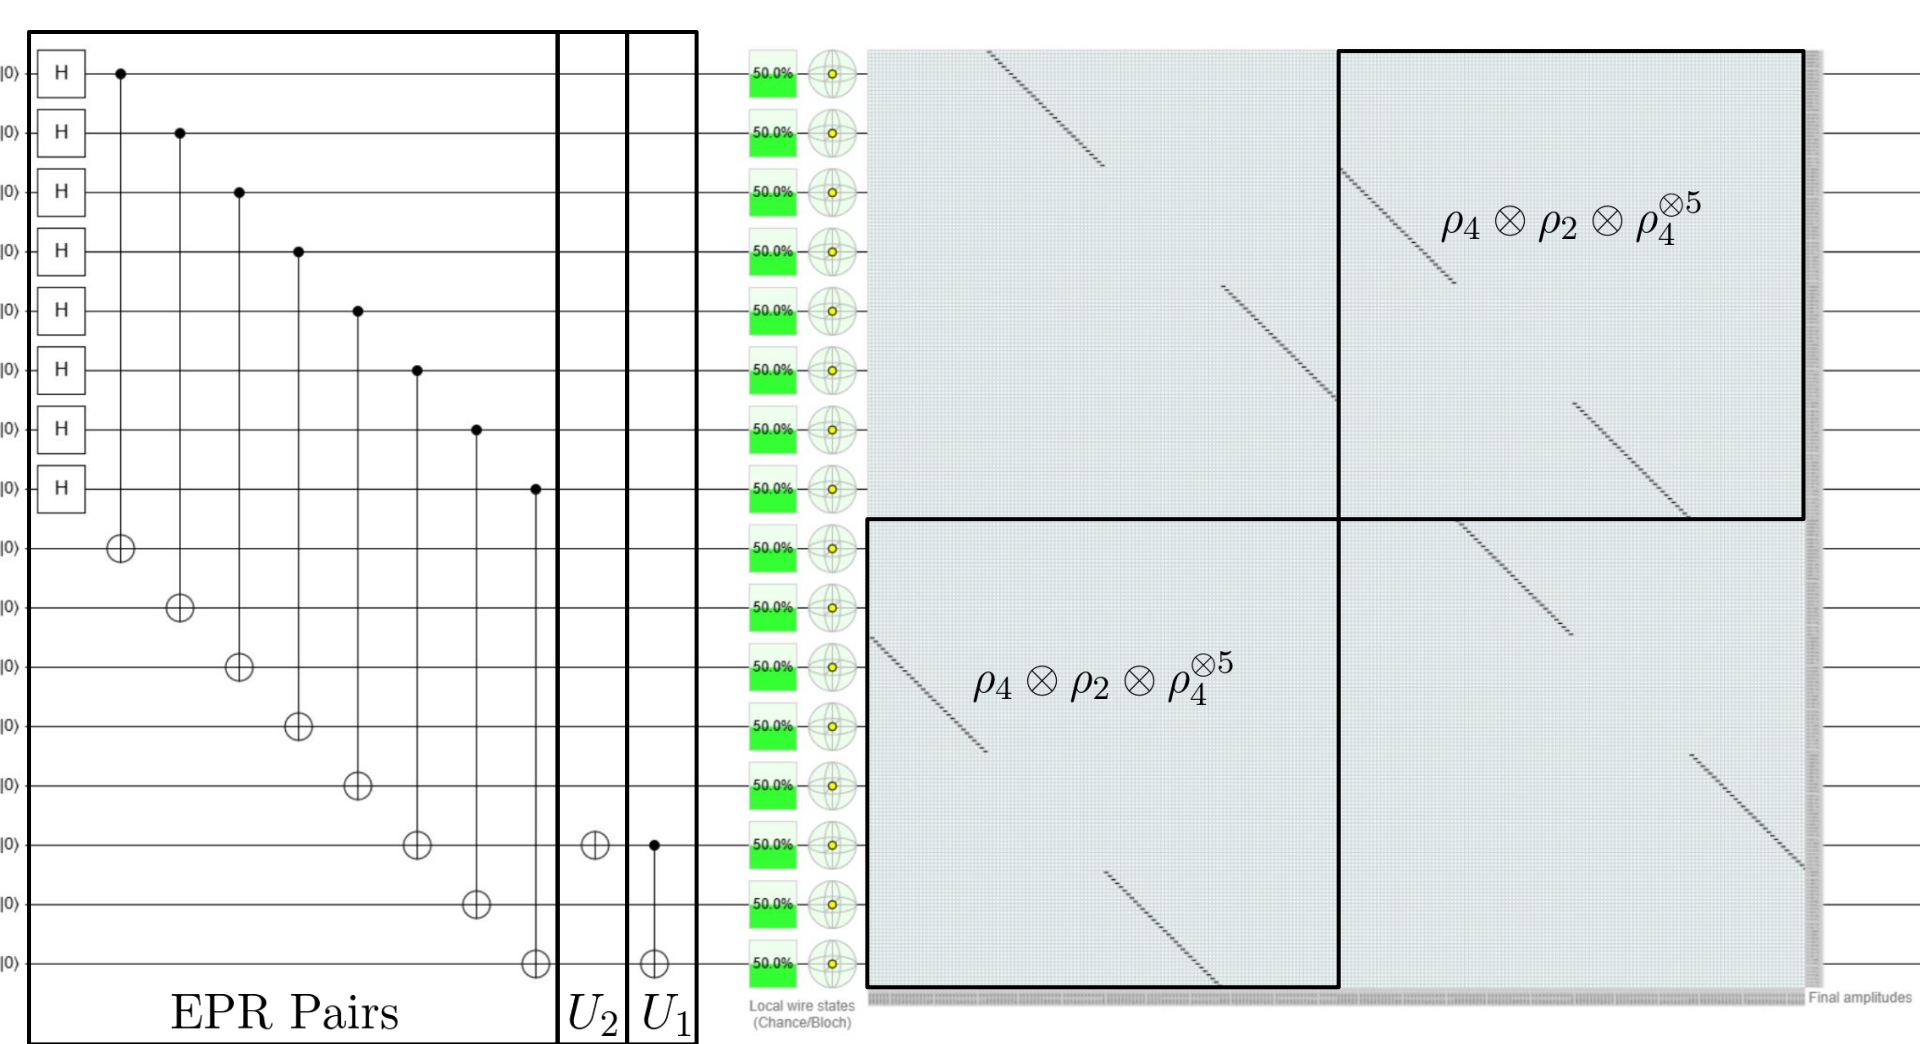 |0⟩ H 50.0%
|0⟩ H 50.0%
|0⟩ H 50.0%
|0⟩ H 50.0%
|0⟩ H 50.0%
|0⟩ H 50.0%
|0⟩ H 50.0%
|0⟩ H 50.0%
|0⟩ 50.0%
|0⟩ 50.0%
|0⟩ 50.0%
|0⟩ 50.0%
|0⟩ 50.0%
|0⟩ 50.0%
|0⟩ 50.0%
|0⟩ 50.0%
EPR Pairs U₂ U₁
Local wire states
(Chance/Bloch)
ρ₄ ⊗ ρ₂ ⊗ ρ₄^{⊗5}
ρ₄ ⊗ ρ₂ ⊗ ρ₄^{⊗5}
Final amplitudes